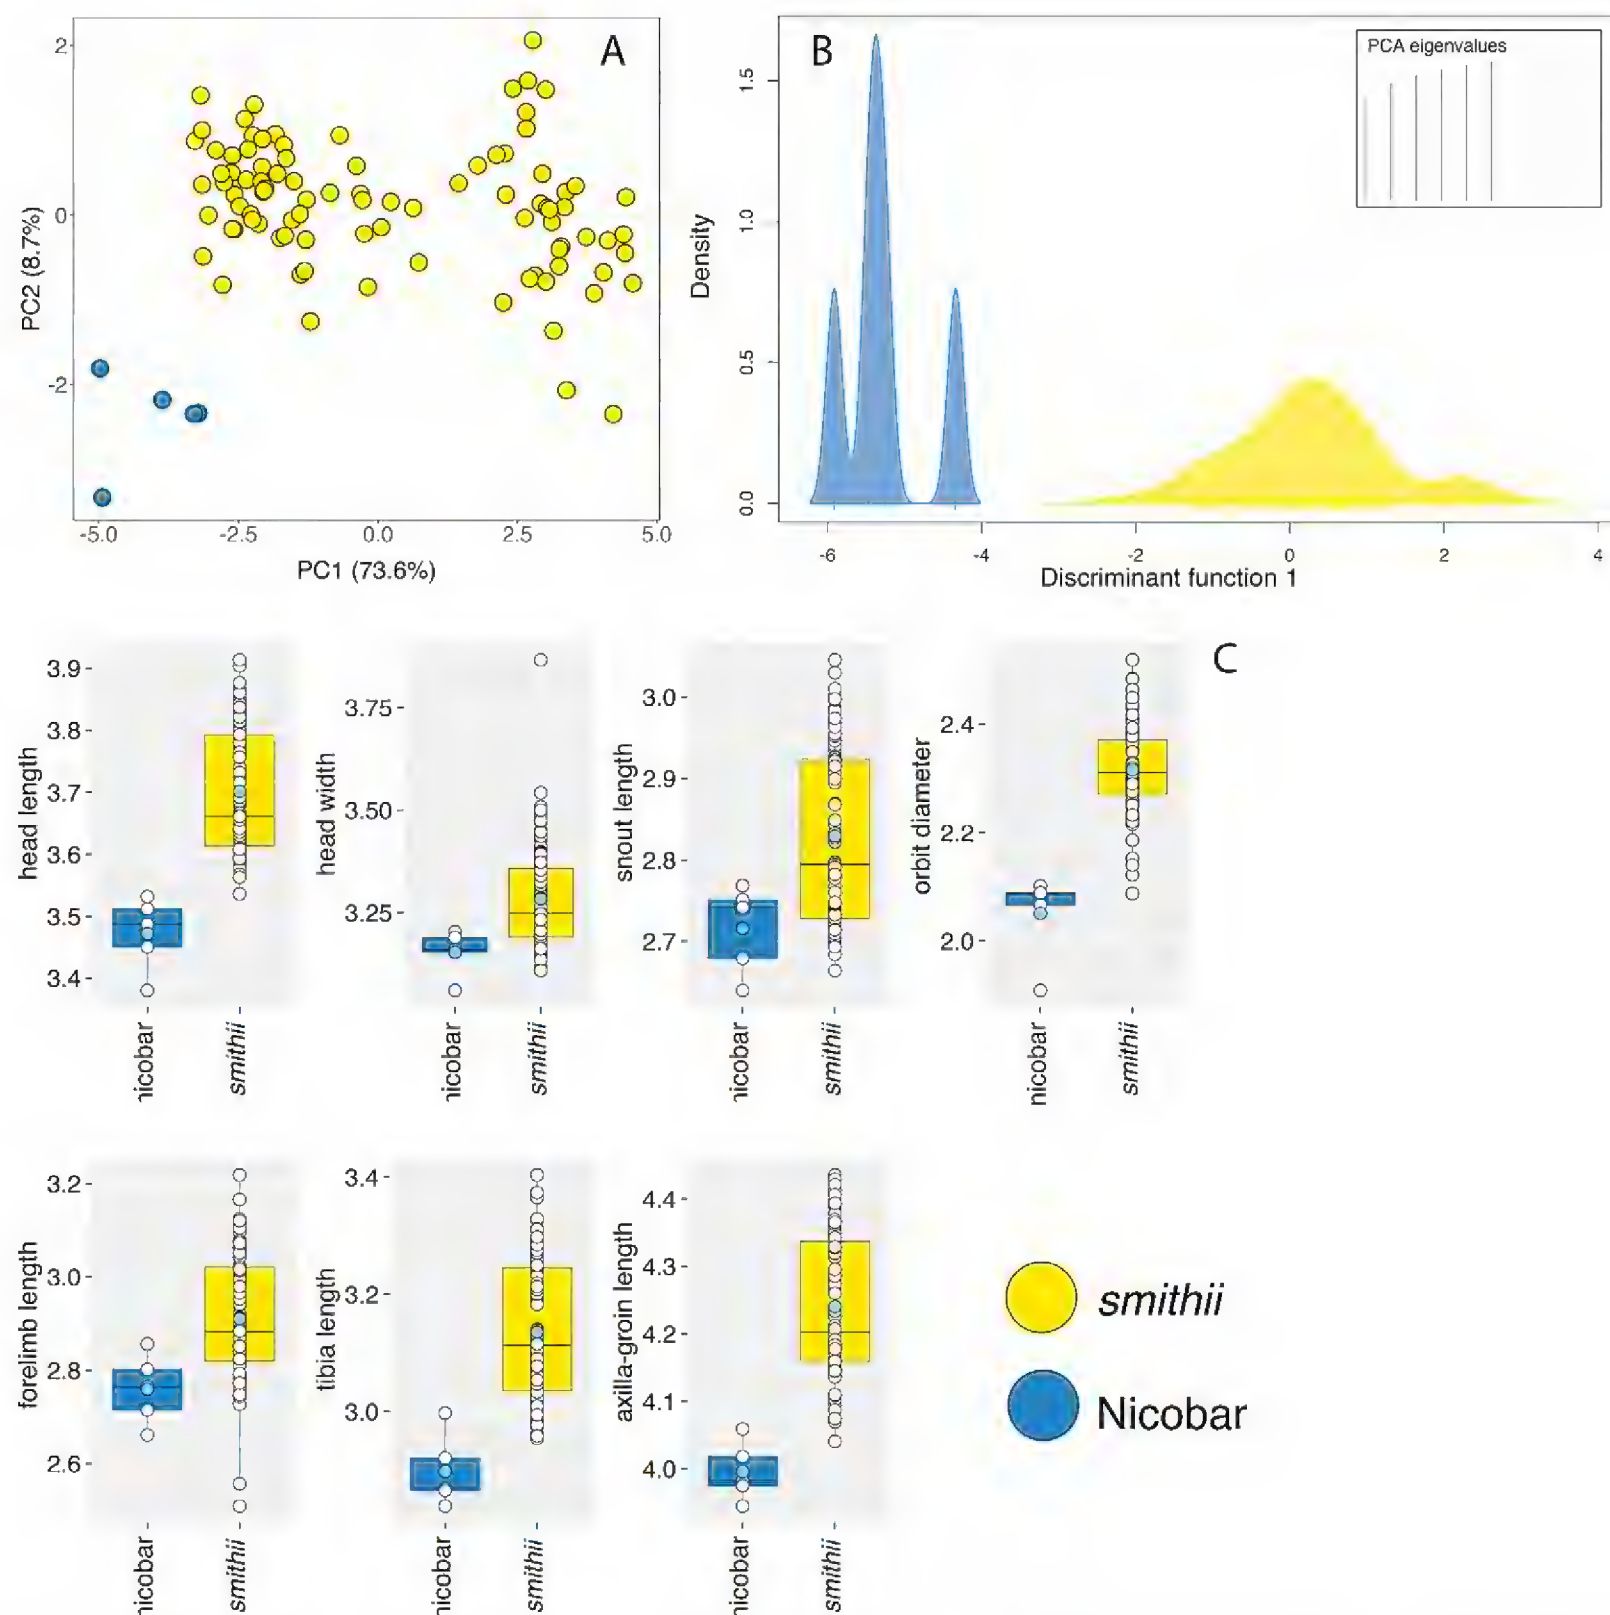 A
2
0
-2
PC2 (8.7%)
-5.0 -2.5 0.0 2.5 5.0
PC1 (73.6%)
B
PCA eigenvalues
1.5
1.0
0.5
0.0
Density
-6 -4 -2 0 2 4
Discriminant function 1
C
head length
3.9
3.8
3.7
3.6
3.5
3.4
nicobar
smithii
head width
3.75
3.50
3.25
nicobar
smithii
snout length
3.0
2.9
2.8
2.7
nicobar
smithii
orbit diameter
2.4
2.2
2.0
nicobar
smithii
forelimb length
3.2
3.0
2.8
2.6
nicobar
smithii
tibia length
3.4
3.2
3.0
nicobar
smithii
axilla-groin length
4.4
4.3
4.2
4.1
4.0
nicobar
smithii
smithii
Nicobar